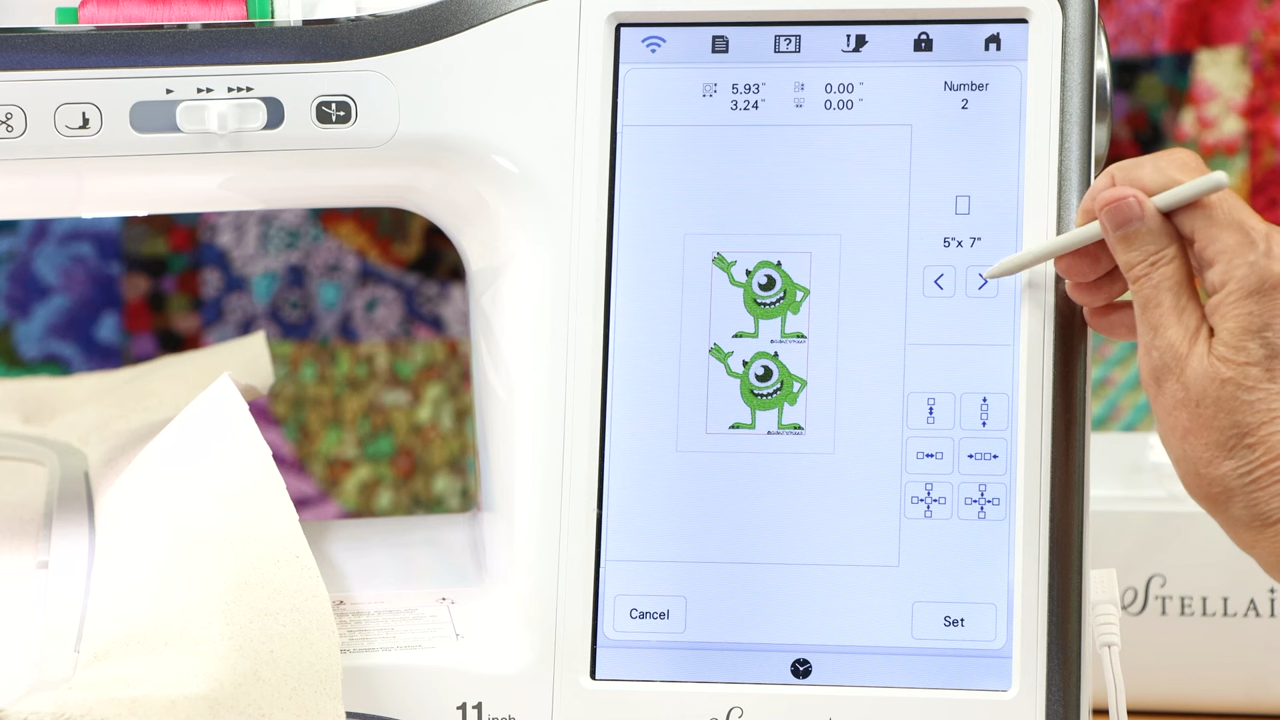 5.93"
3.24"
0.00 "
0.00 "
Number
2
5"x 7"
Cancel
Set
11 inch
STELLAI